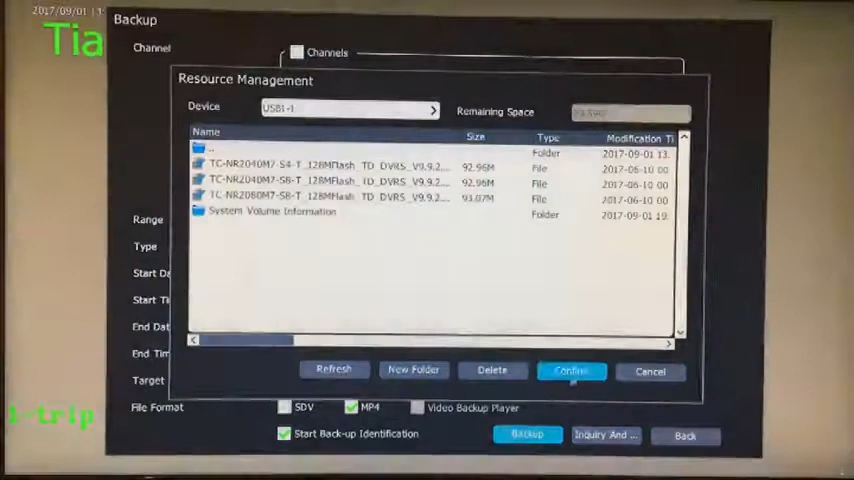 2017/09/01
Tia
Backup
Channel
Channels
Resource Management
Device USB1-1 Remaining Space
Name Size Type Modification Ti
.. Folder 2017-09-01 13.
TC-NR2040M7-S4-T_128MFlash_TD_DVRS_V9.9.2... 92.96M File 2017-06-10 00
TC-NR2040M7-S8-T_128MFlash_TD_DVRS_V9.9.2... 92.96M File 2017-06-10 00
TC-NR2080M7-S8-T_128MFlash_TD_DVRS_V9.9.2... 93.07M File 2017-06-10 00
System Volume Information Folder 2017-09-01 19:
Range
Type
Start Da
Start Ti
End Dat
End Tim
Target
Refresh New Folder Delete Confirm Cancel
File Format SDV MP4 Video Backup Player
i-trip
Start Back-up Identification Backup Inquiry And ... Back